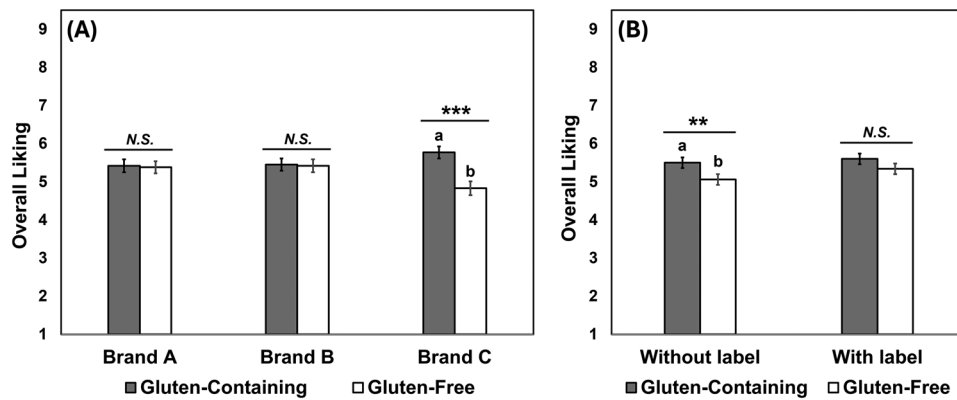 (A)
Overall Liking
9
8
7
6
5
4
3
2
1
N.S.
N.S.
***
a
b
Brand A
Brand B
Brand C
Gluten-Containing
Gluten-Free
(B)
Overall Liking
9
8
7
6
5
4
3
2
1
**
a
b
N.S.
Without label
With label
Gluten-Containing
Gluten-Free